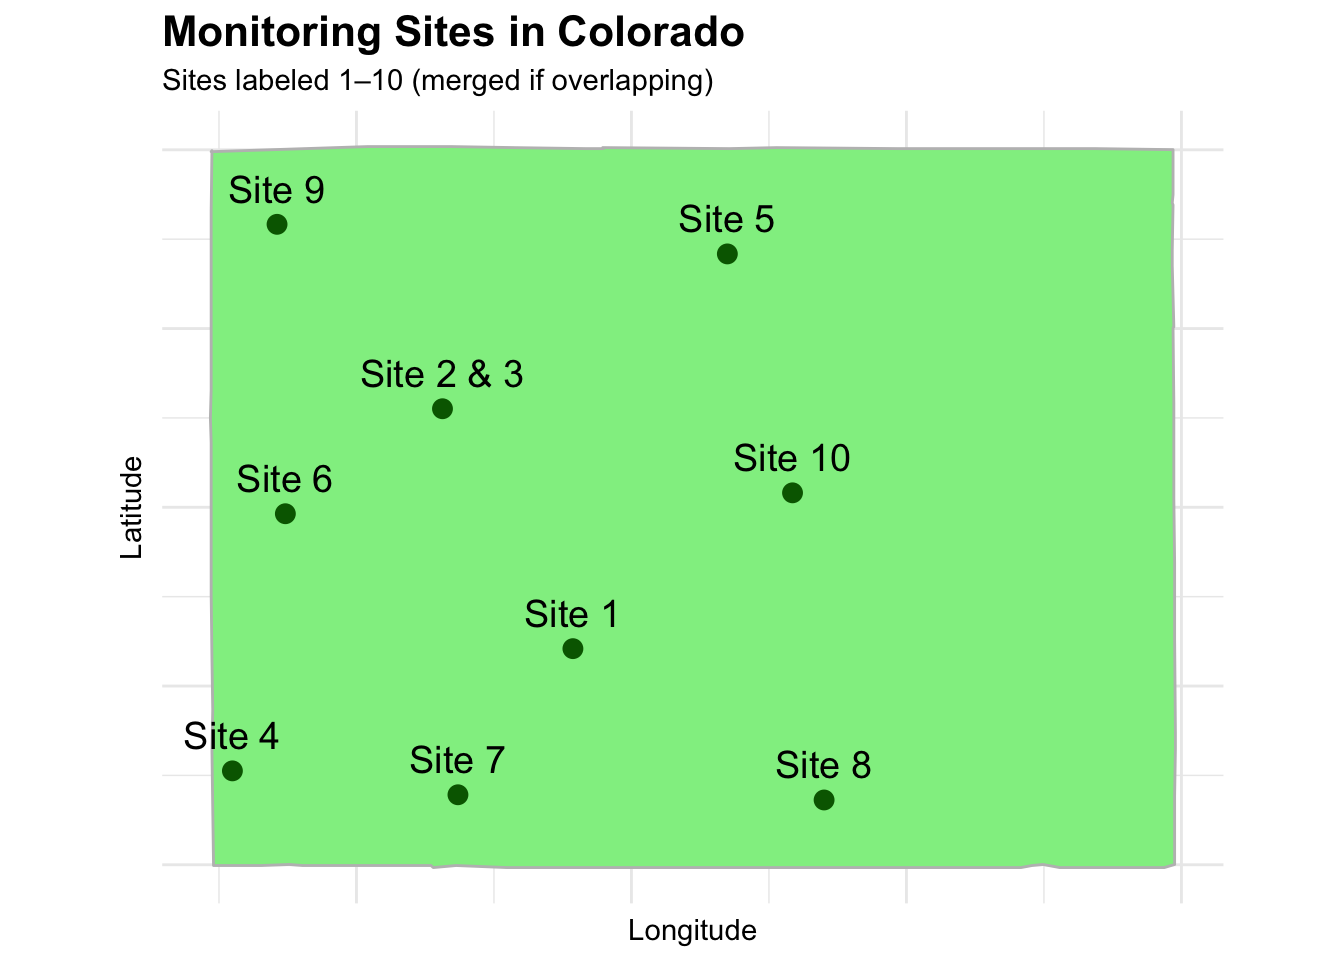 Monitoring Sites in Colorado
Sites labeled 1–10 (merged if overlapping)
Site 9
Site 5
Site 2 & 3
Site 10
Site 6
Site 1
Site 4
Site 7
Site 8
Latitude
Longitude